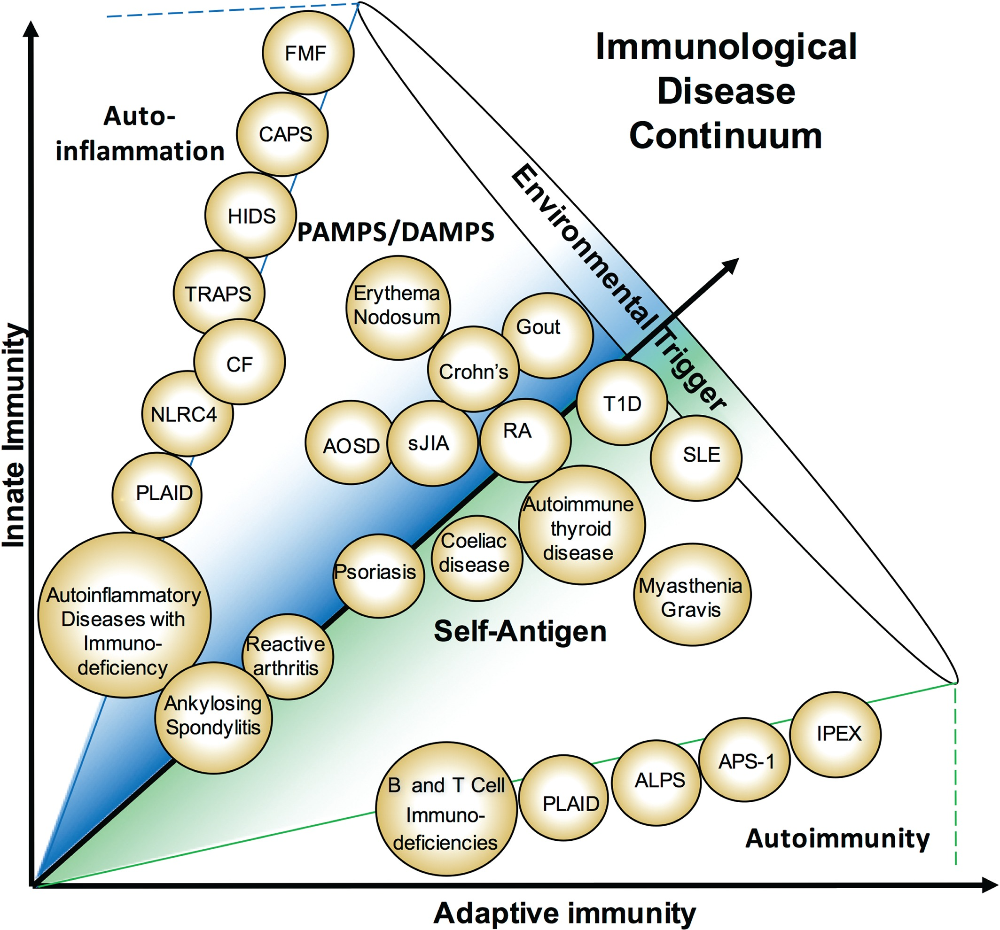 Immunological
Disease
Continuum
FMF
Auto-
inflammation
CAPS
HIDS
PAMPS/DAMPS
Environmental Trigger
TRAPS
Erythema
Nodosum
Gout
CF
Crohn’s
NLRC4
T1D
AOSD
sJIA
RA
SLE
PLAID
Autoimmune
thyroid
disease
Coeliac
disease
Psoriasis
Myasthenia
Gravis
Autoinflammatory
Diseases with
Immuno-
deficiency
Self-Antigen
Reactive
arthritis
Ankylosing
Spondylitis
IPEX
APS-1
ALPS
B and T Cell
Immuno-
deficiencies
PLAID
Autoimmunity
Innate Immunity
Adaptive immunity